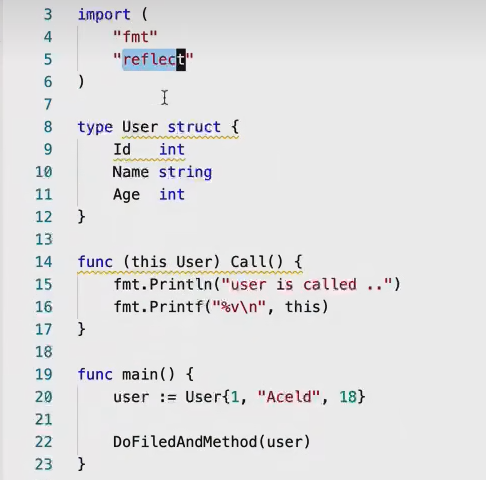 3 import (
4     "fmt"
5     "reflect"
6 )
7
8 type User struct {
9     Id   int
10     Name string
11     Age  int
12 }
13
14 func (this User) Call() {
15     fmt.Println("user is called ..")
16     fmt.Printf("%v\n", this)
17 }
18
19 func main() {
20     user := User{1, "Aceld", 18}
21
22     DoFiledAndMethod(user)
23 }